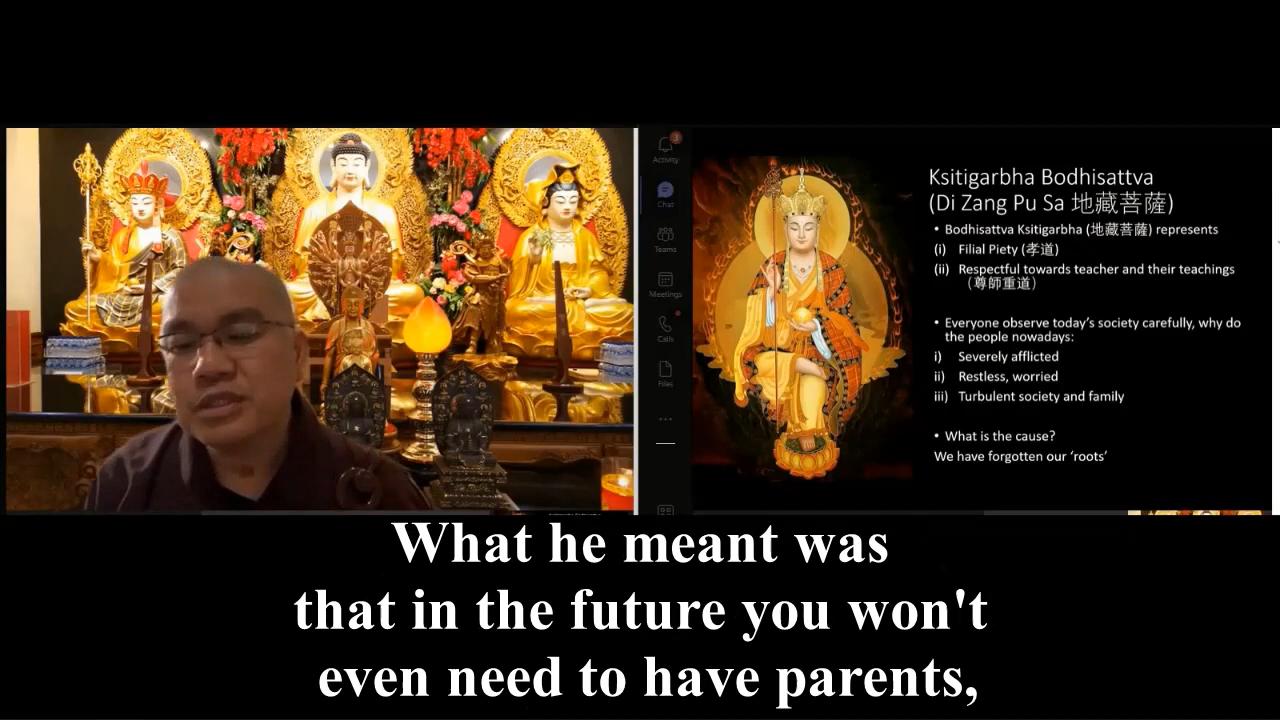 Activity
Chat
Teams
Meetings
Calls
Files
Ksitigarbha Bodhisattva
(Di Zang Pu Sa 地藏菩薩)
• Bodhisattva Ksitigarbha (地藏菩薩) represents
(i) Filial Piety (孝道)
(ii) Respectful towards teacher and their teachings
(尊師重道)
• Everyone observe today's society carefully, why do
the people nowadays:
i) Severely afflicted
ii) Restless, worried
iii) Turbulent society and family
• What is the cause?
We have forgotten our 'roots'
What he meant was
that in the future you won't
even need to have parents,